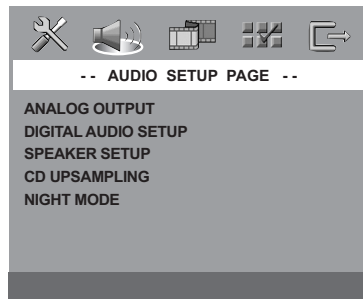 -- AUDIO SETUP PAGE --
ANALOG OUTPUT
DIGITAL AUDIO SETUP
SPEAKER SETUP
CD UPSAMPLING
NIGHT MODE